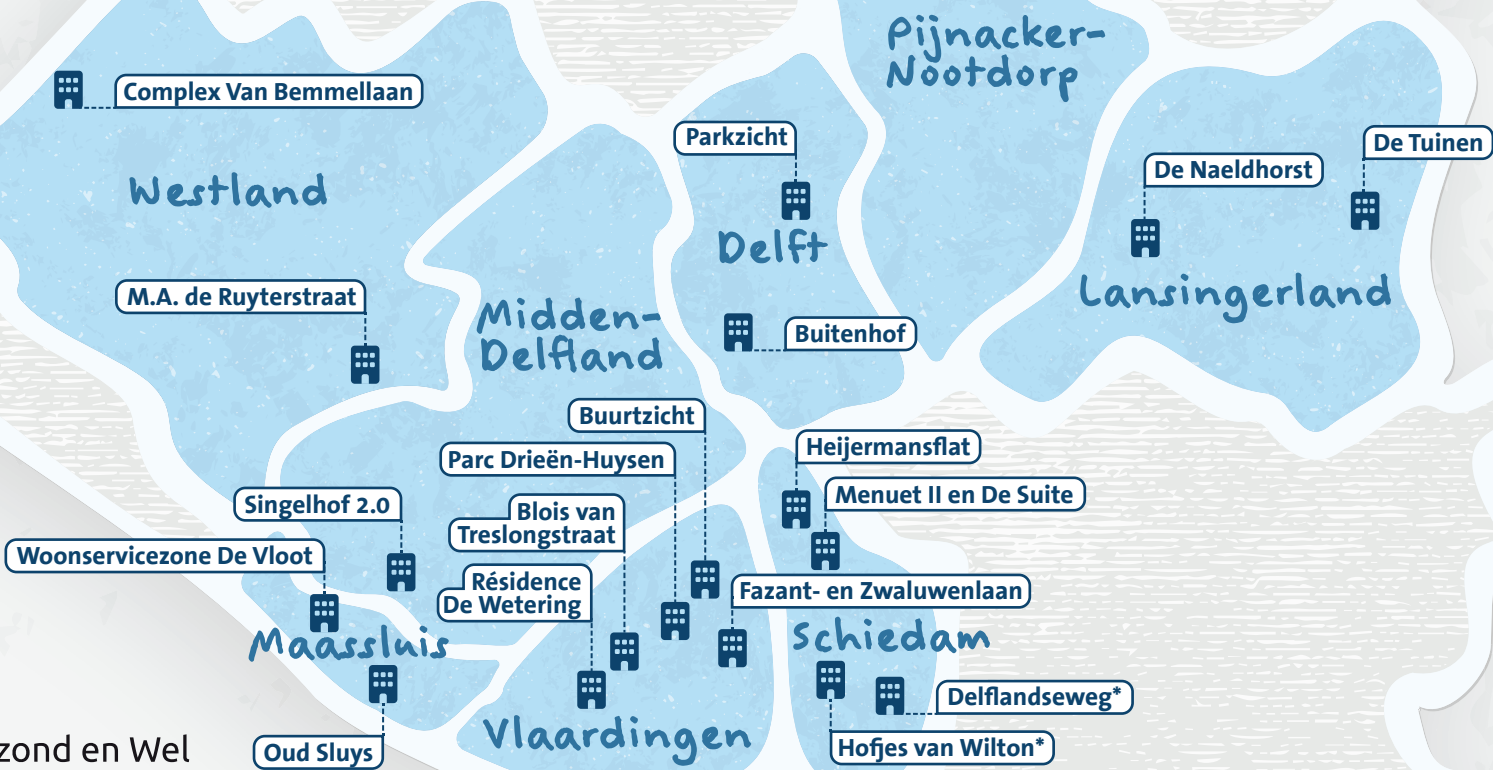 Pijnacker-
Nootdorp
Complex Van Bemmellaan
Parkzicht
De Tuinen
De Naeldhorst
Westland
Delft
M.A. de Ruyterstraat
Lansingerland
Midden-
Delfland
Buitenhof
Buurtzicht
Heijermansflat
Parc Drieën-Huysen
Menuet II en De Suite
Singelhof 2.0
Blois van
Treslongstraat
Woonservicezone De Vloot
Résidence
De Wetering
Fazant- en Zwaluwenlaan
Maassluis
Schiedam
Delflandseweg*
Vlaardingen
Hofjes van Wilton*
Oud Sluys
zond en Wel